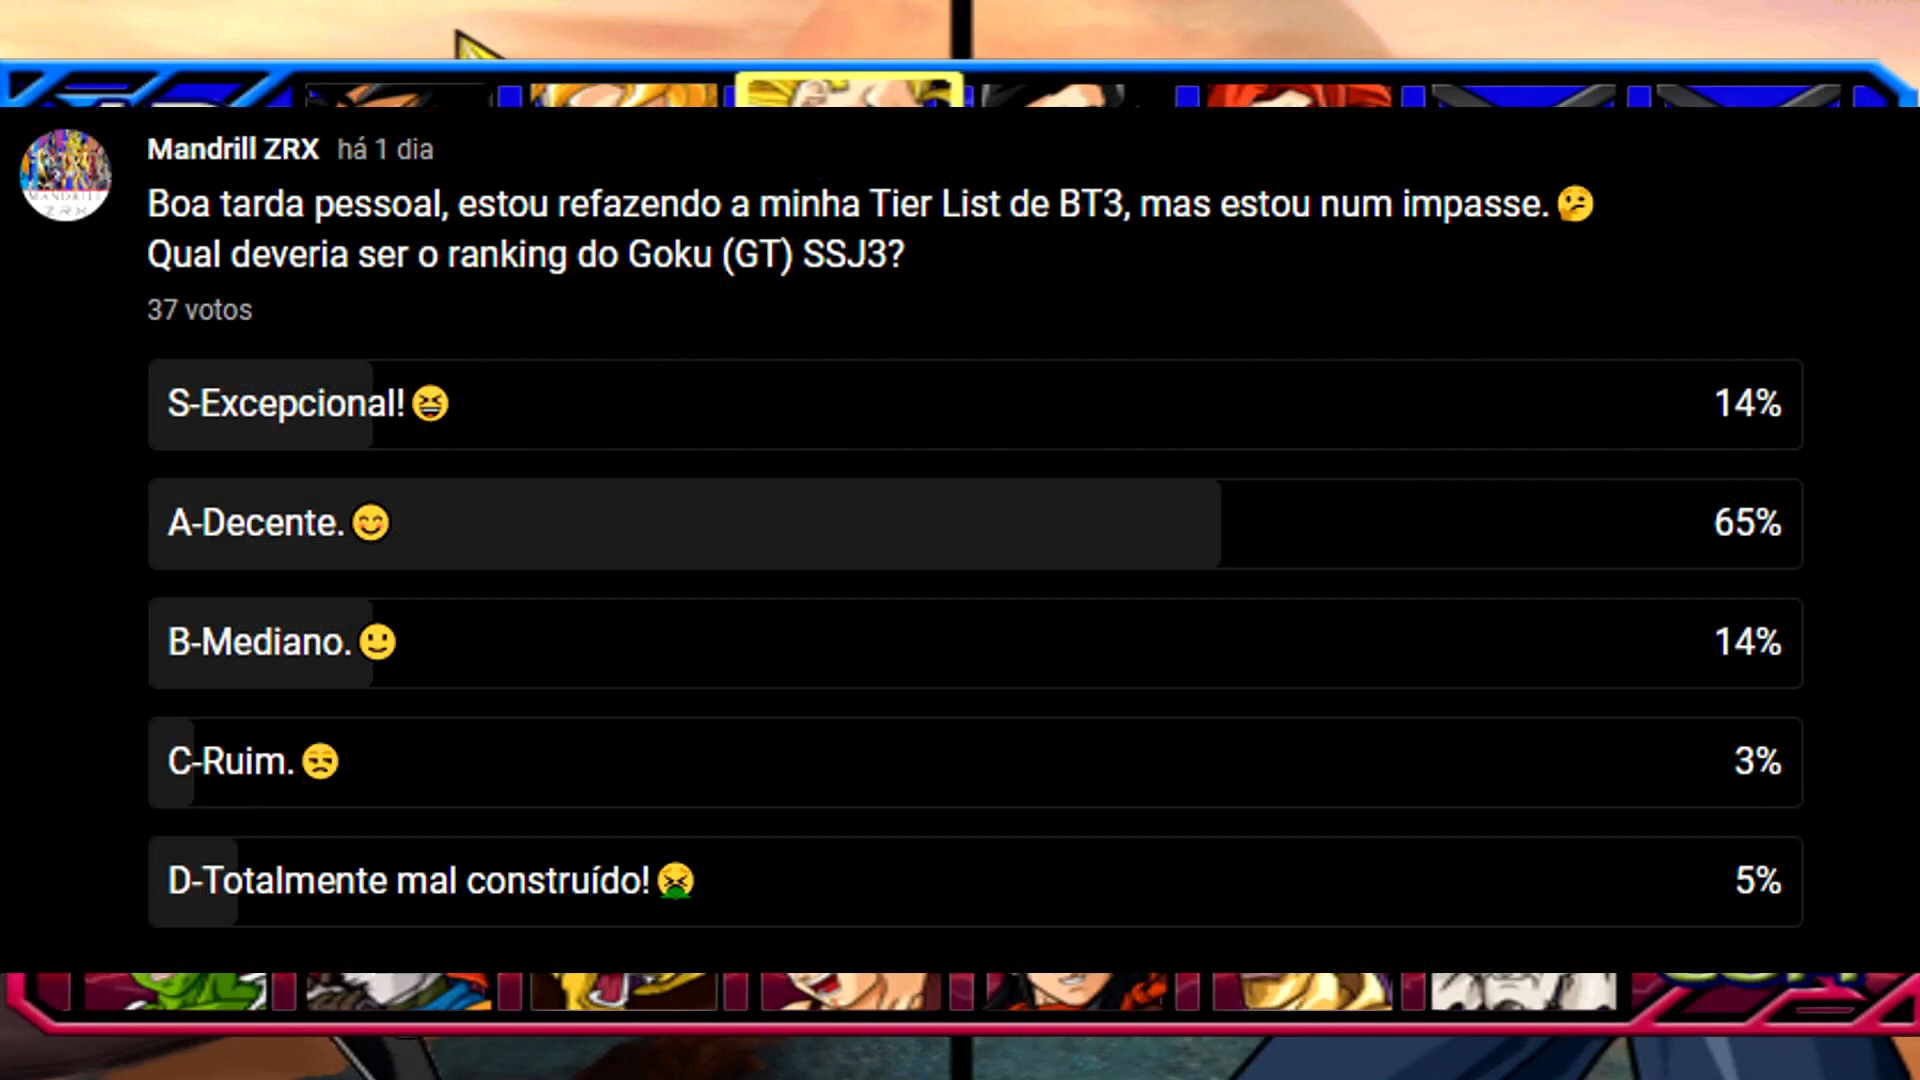 Mandrill ZRX há 1 dia
Boa tarda pessoal, estou refazendo a minha Tier List de BT3, mas estou num impasse.🤔
Qual deveria ser o ranking do Goku (GT) SSJ3?
37 votos
S-Excepcional!😆 14%
A-Decente.😊 65%
B-Mediano.🙂 14%
C-Ruim.😒 3%
D-Totalmente mal construído!🤮 5%